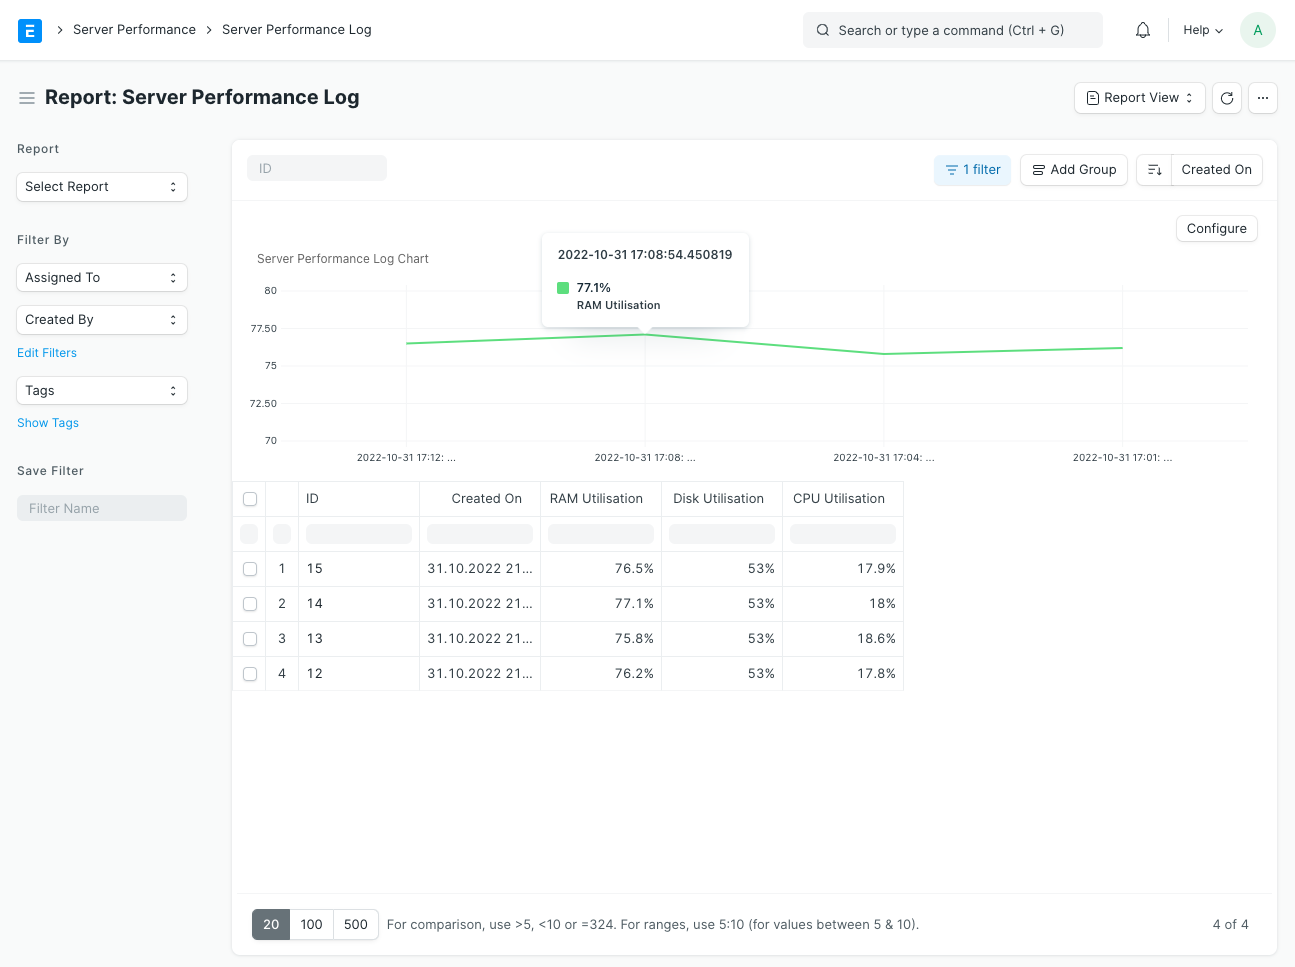 E Server Performance Server Performance Log Search or type a command (Ctrl + G) Help A
Report: Server Performance Log Report View ...
Report
Select Report
Filter By
Assigned To
Created By
Edit Filters
Tags
Show Tags
Save Filter
Filter Name
ID 1 filter Add Group Created On
Configure
Server Performance Log Chart
2022-10-31 17:08:54.450819
77.1%
RAM Utilisation
80
77.50
75
72.50
70
2022-10-31 17:12: ... 2022-10-31 17:08: ... 2022-10-31 17:04: ... 2022-10-31 17:01: ...
ID Created On RAM Utilisation Disk Utilisation CPU Utilisation
1 15 31.10.2022 21... 76.5% 53% 17.9%
2 14 31.10.2022 21... 77.1% 53% 18%
3 13 31.10.2022 21... 75.8% 53% 18.6%
4 12 31.10.2022 21... 76.2% 53% 17.8%
20 100 500 For comparison, use >5, <10 or =324. For ranges, use 5:10 (for values between 5 & 10). 4 of 4